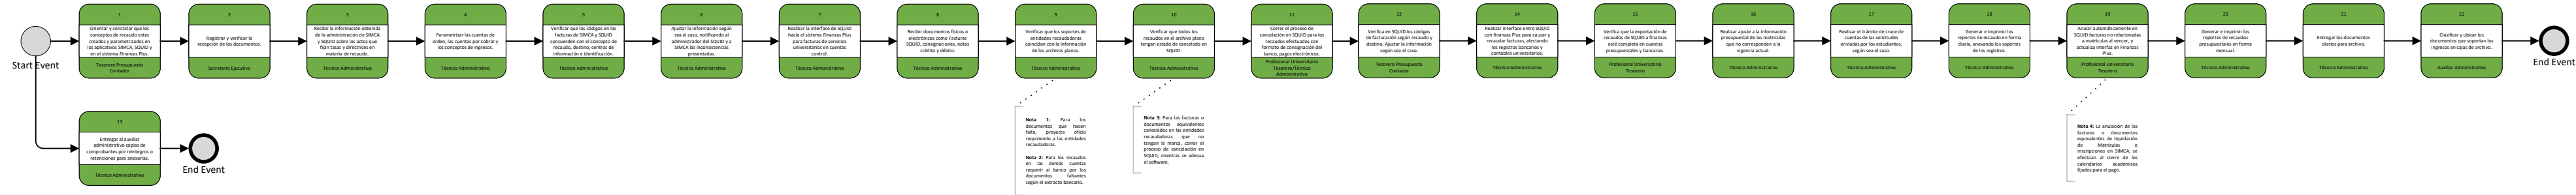 Start Event
1
Orientar y constatar que los
conceptos de recaudo estes
creados y parametrizados en
los aplicativos SIMCA, SQUID y
en el sistema Finanzas Plus.
Tesorero Presupuesto
Contador
2
Registrar y verificar la
recepción de los documentos.
Secretario Ejecutivo
3
Recibir la información obtenida
de la administración de SIMCA
y SQUID sobre los actos que
fijan tasas y directrices en
materia de recaudo.
Técnico Administrativo
4
Parametrizar las cuentas de
orden, las cuentas por cobrar y
los conceptos de ingresos.
Técnico Administrativo
5
Verificar que los códigos en las
facturas de SIMCA y SQUID
concuerden con el concepto de
recaudo, destino, centros de
información e identificación.
Técnico Administrativo
6
Ajustar la información según
sea el caso, notificando al
administrador del SQUID y a
SIMCA las inconsistencias
presentadas.
Técnico Administrativo
7
Realizar la interface de SQUID
hacia el sistema Finanzas Plus
para facturas de servicios
universitarios en cuentas
control.
Técnico Administrativo
8
Recibir documentos físicos o
electrónicos como Facturas
SQUID, consignaciones, notas
crédito y débito.
Técnico Administrativo
9
Verificar que los soportes de
entidades recaudadoras
coincidan con la información
de los archivos planos.
Técnico Administrativo
10
Verificar que todos los
recaudos en el archivo plano
tengan estado de cancelado en
SQUID.
Técnico Administrativo
11
Correr el proceso de
cancelación en SQUID para los
recaudos efectuados con
formato de consignación del
banco, pagos electrónicos.
Profesional Universitario
Tesorero/Técnico
Administrativo
12
Verifica en SQUID los códigos
de facturación según recaudo y
destino. Ajustar la información
según sea el caso.
Tesorero Presupuesto
Contador
14
Realizar interface entre SQUID
con finanzas Plus para causar y
recaudar facturas, afectando
los registros bancarios y
contables universitarios.
Técnico Administrativo
15
Verifica que la exportación de
recaudos de SQUID a finanzas
esté completa en cuentas
presupuestales y bancarias.
Profesional Universitario
Tesorero
16
Realizar ajuste a la información
presupuestal de las matrículas
que no corresponden a la
vigencia actual.
Técnico Administrativo
17
Realizar el trámite de cruce de
cuentas de las solicitudes
enviadas por los estudiantes,
según sea el caso.
Técnico Administrativo
18
Generar e imprimir los
reportes de recaudo en forma
diaria, anexando los soportes
de los registros.
Técnico Administrativo
19
Anular automáticamente en
SQUID facturas no relacionadas
a matrículas al vencer, y
actualiza interfaz en Finanzas
Plus.
Profesional Universitario
Tesorero
20
Generar e imprimir los
reportes de recaudos
presupuestales en forma
mensual.
Técnico Administrativo
21
Entregar los documentos
diarios para archivo.
Técnico Administrativo
22
Clasificar y ubicar los
documentos que soportan los
ingresos en cajas de archivo.
Auxiliar Administrativo
End Event
13
Entregar al auxiliar
administrativo copias de
comprobantes por reintegros o
retenciones para anexarlas.
Técnico Administrativo
End Event
Nota 1: Para los
documentos que hacen
falta, proyecta oficio
requiriendo a las entidades
recaudadoras.
Nota 2: Para los recaudos
en las demás cuentas
requerir al banco por los
documentos faltantes
según el extracto bancario.
Nota 3: Para las facturas o
documentos equivalentes
cancelados en las entidades
recaudadoras que no
tengan la marca, correr el
proceso de cancelación en
SQUID, mientras se adecua
el software.
Nota 4: La anulación de las
facturas o documentos
equivalentes de liquidación
de Matrículas e
inscripciones en SIMCA; se
efectúan al cierre de los
calendarios académicos
fijados para el pago.